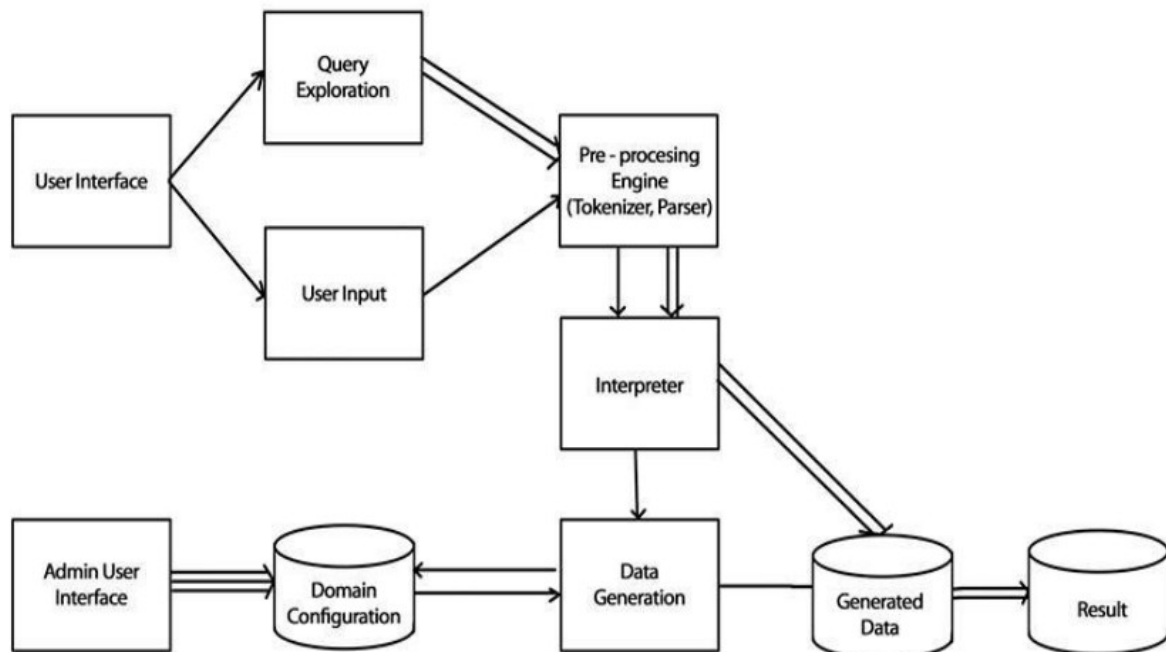 Query
Exploration
User Interface
Pre - procesing
Engine
(Tokenizer, Parser)
User Input
Interpreter
Admin User
Interface
Domain
Configuration
Data
Generation
Generated
Data
Result